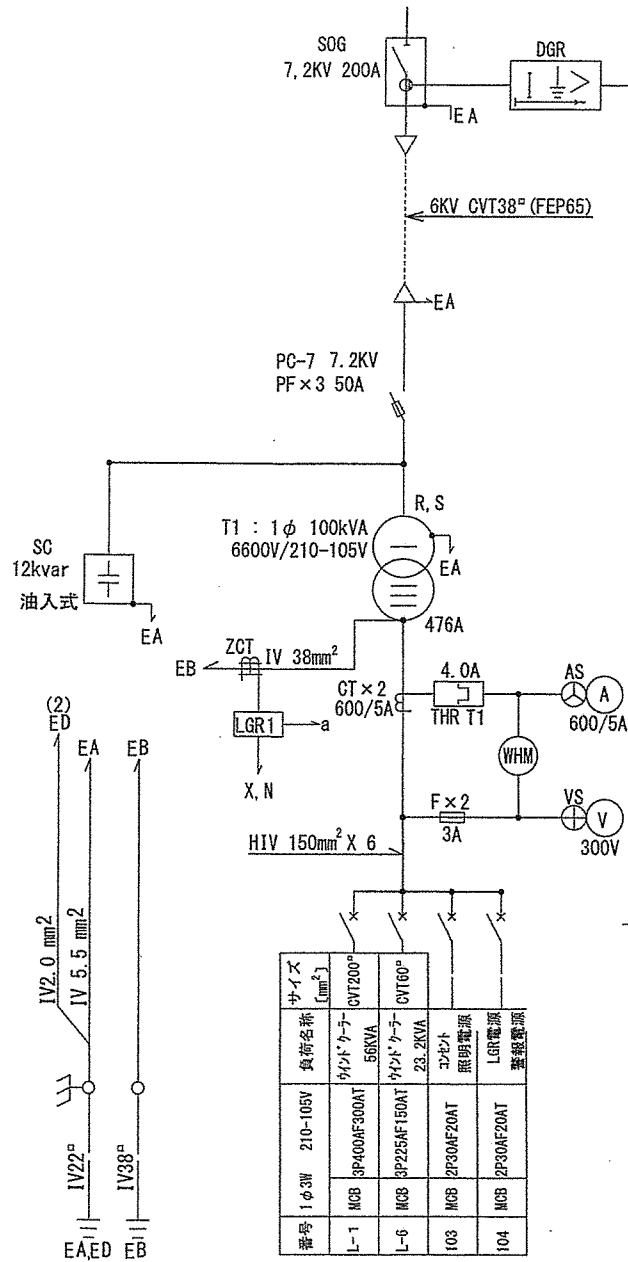 SOG
7,2KV 200A
DGR
I >
EA
6KV CVT38□(FEP65)
EA
PC-7 7.2KV
PF×3 50A
R, S
T1 : 1φ 100kVA
6600V/210-105V
EA
476A
SC
12kvar
油入式
EA
ZCT
IV 38mm²
EB
LGR1
a
X, N
CT×2
600/5A
4.0A
THR T1
AS
A
600/5A
WHM
F×2
3A
VS
V
300V
HIV 150mm² X 6
(2)
ED
EA
EB
IV2.0 mm2
IV 5.5 mm2
IV22□
IV38□
EA,ED
EB
番号 1φ3W 210-105V 負荷名称 サイズ [mm²]
L-1 MCB 3P400AF300AT ウインドクーラー 56KVA CVT200□
L-6 MCB 3P225AF150AT ウインドクーラー 23.2KVA CVT60□
103 MCB 2P30AF20AT コンセント 照明電源
104 MCB 2P30AF20AT LGR電源 警報電源